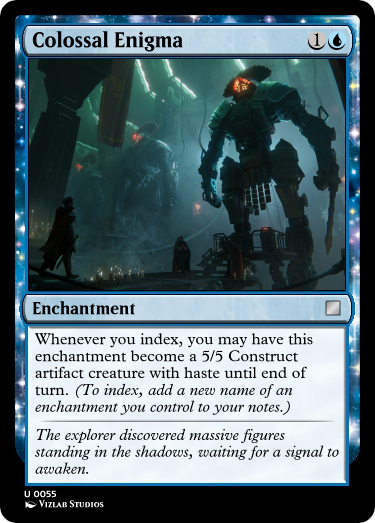 Colossal Enigma
1
Enchantment
Whenever you index, you may have this
enchantment become a 5/5 Construct
artifact creature with haste until end of
turn. (To index, add a new name of an
enchantment you control to your notes.)
The explorer discovered massive figures
standing in the shadows, waiting for a signal to
awaken.
U 0055
Vizlab Studios